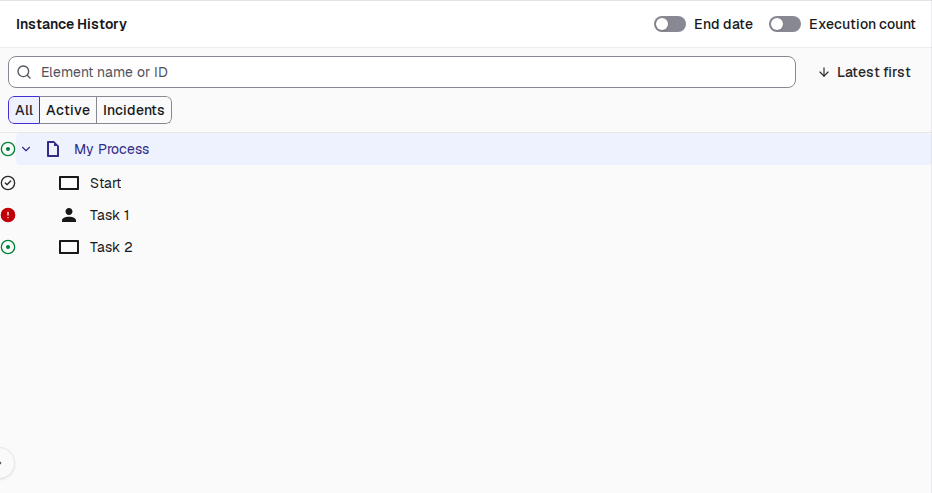 Instance History
End date
Execution count
Element name or ID
Latest first
All
Active
Incidents
My Process
Start
Task 1
Task 2